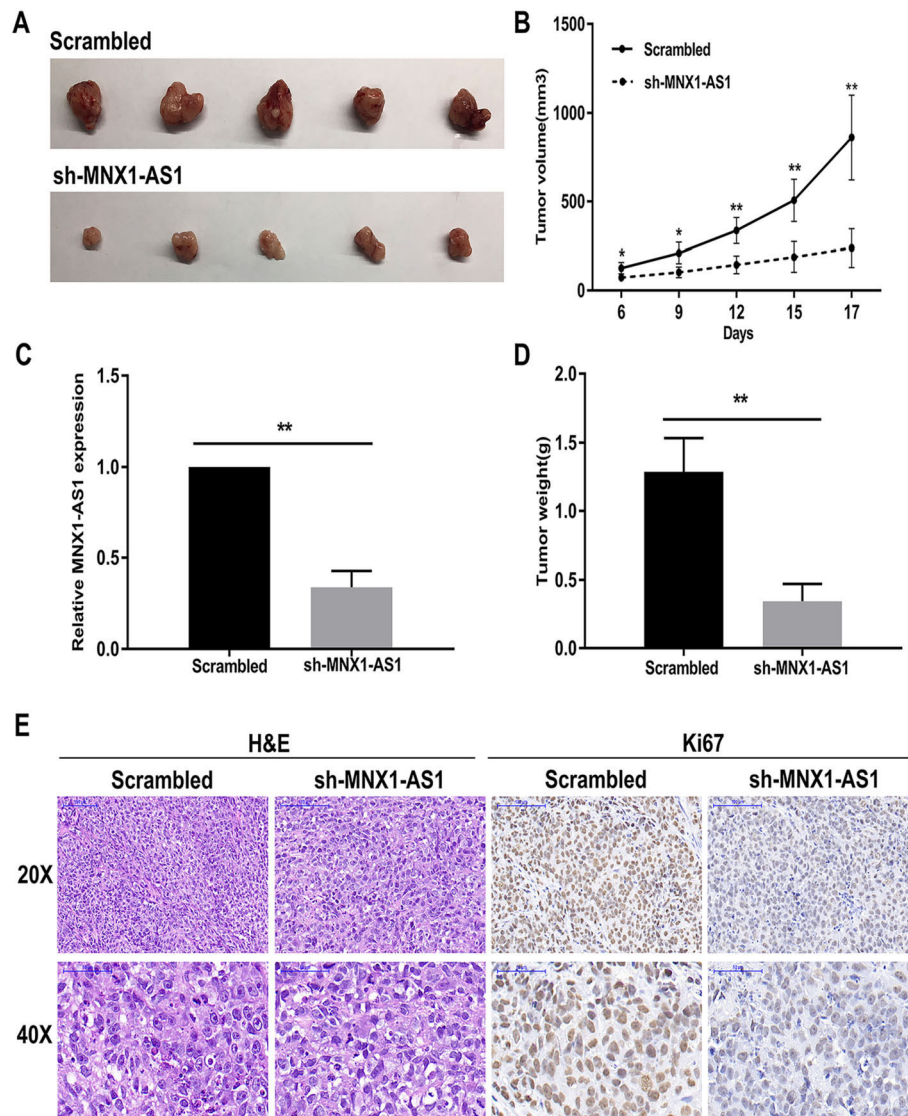 A
Scrambled
sh-MNX1-AS1
B
Tumor volume(mm3)
1500
1000
500
0
Scrambled
sh-MNX1-AS1
*
*
**
**
**
6 9 12 15 17
Days
C
Relative MNX1-AS1 expression
1.5
1.0
0.5
0.0
**
Scrambled sh-MNX1-AS1
D
Tumor weight(g)
2.0
1.5
1.0
0.5
0.0
**
Scrambled sh-MNX1-AS1
E
H&E Ki67
Scrambled sh-MNX1-AS1 Scrambled sh-MNX1-AS1
20X
40X